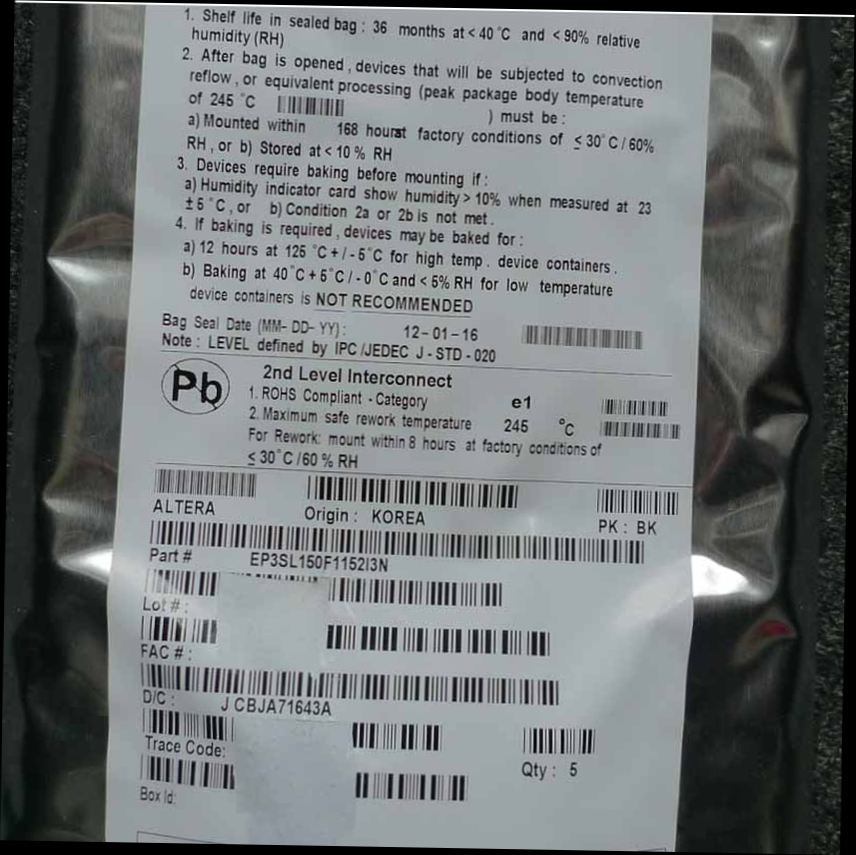 1. Shelf life in sealed bag : 36 months at < 40 °C and < 90% relative
humidity (RH)
2. After bag is opened , devices that will be subjected to convection
reflow , or equivalent processing (peak package body temperature
of 245 °C ) must be :
a) Mounted within 168 hourst factory conditions of ≤ 30°C / 60%
RH , or b) Stored at < 10 % RH
3. Devices require baking before mounting if :
a) Humidity indicator card show humidity > 10% when measured at 23
± 5 °C , or b) Condition 2a or 2b is not met .
4. If baking is required , devices may be baked for :
a) 12 hours at 125 °C + / - 5°C for high temp . device containers .
b) Baking at 40°C + 5°C / - 0°C and < 5% RH for low temperature
device containers is NOT RECOMMENDED
Bag Seal Date (MM- DD- YY) : 12-01-16
Note : LEVEL defined by IPC /JEDEC J - STD - 020
Pb
2nd Level Interconnect
1. ROHS Compliant - Category e1
2. Maximum safe rework temperature 245 °C
For Rework: mount within 8 hours at factory conditions of
≤ 30°C /60 % RH
ALTERA Origin : KOREA PK : BK
Part # EP3SL150F1152I3N
Lot # :
FAC # :
D/C : J CBJA71643A
Trace Code:
Qty : 5
Box Id: